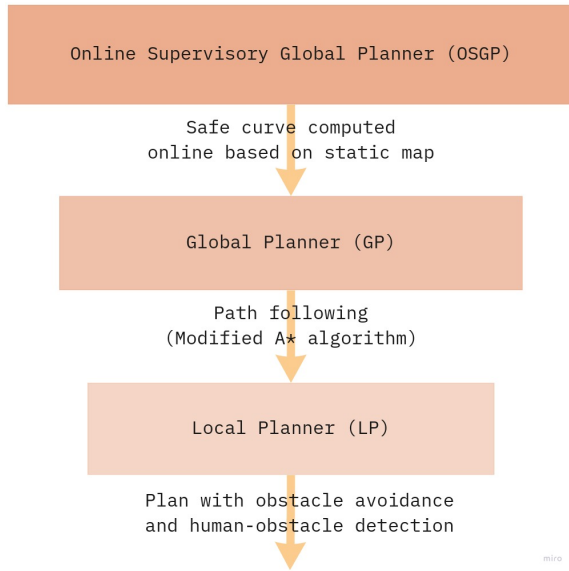 Online Supervisory Global Planner (OSGP)
Safe curve computed
online based on static map
Global Planner (GP)
Path following
(Modified A* algorithm)
Local Planner (LP)
Plan with obstacle avoidance
and human-obstacle detection
miro